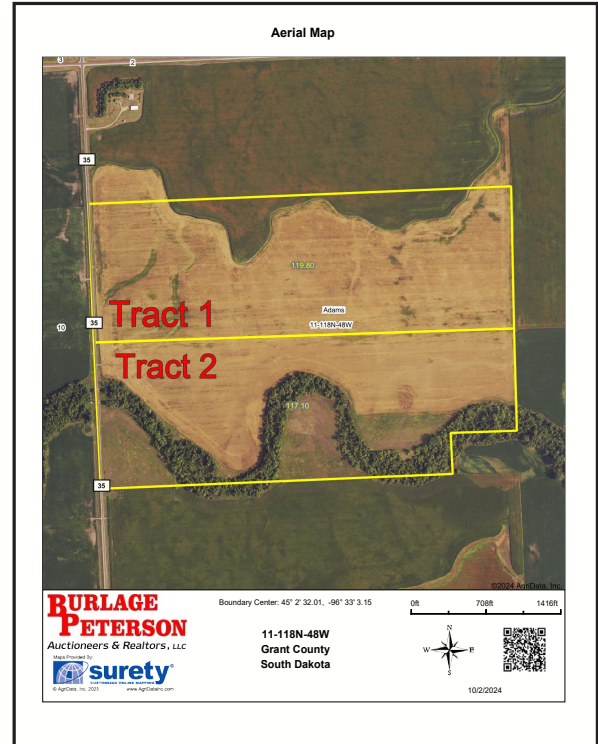 Aerial Map
3
2
35
119.80
Adams
35
Tract 1
11-118N-48W
10
Tract 2
117.10
35
©2024 AgriData, Inc.
BURLAGE
PETERSON
Auctioneers & Realtors, LLC
Maps Provided By:
surety®
CUSTOMIZED ONLINE MAPPING
© AgriData, Inc. 2023
www.AgriDataInc.com
Boundary Center: 45° 2' 32.01, -96° 33' 3.15
11-118N-48W
Grant County
South Dakota
0ft 708ft 1416ft
N
W E
S
10/2/2024